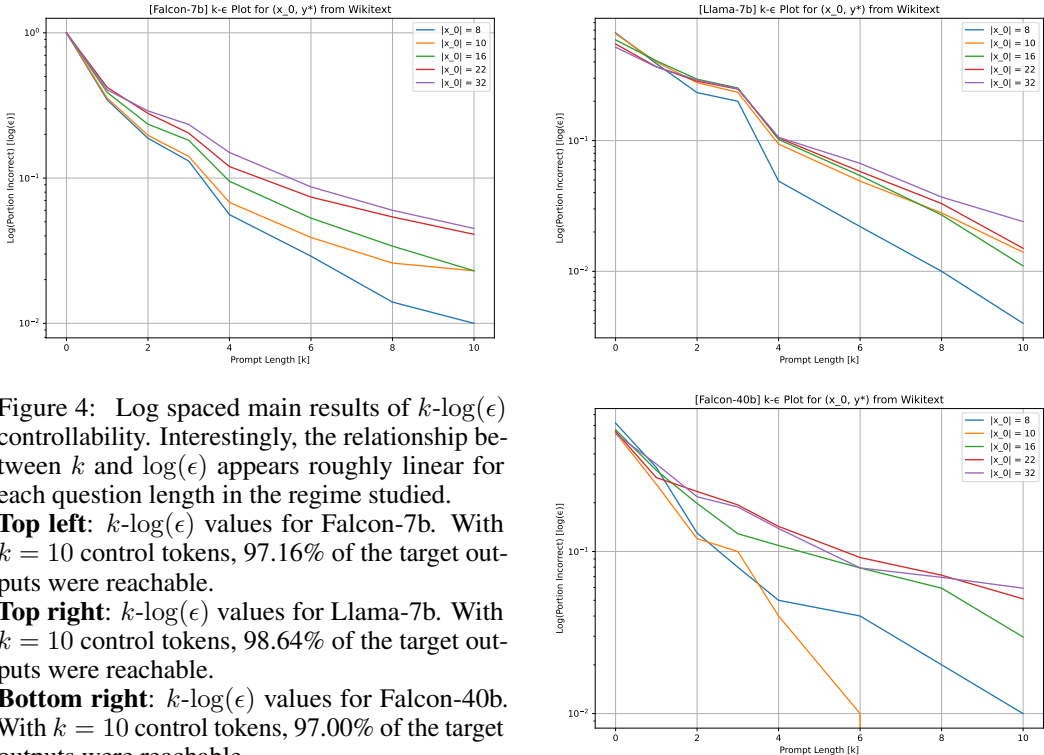 [Falcon-7b] k-ϵ Plot for (x_0, y*) from Wikitext
|x_0| = 8
|x_0| = 10
|x_0| = 16
|x_0| = 22
|x_0| = 32
Log(Portion Incorrect) [log(ϵ)]
10⁰
10⁻¹
10⁻²
0 2 4 6 8 10
Prompt Length [k]
[Llama-7b] k-ϵ Plot for (x_0, y*) from Wikitext
|x_0| = 8
|x_0| = 10
|x_0| = 16
|x_0| = 22
|x_0| = 32
Log(Portion Incorrect) [log(ϵ)]
10⁻¹
10⁻²
0 2 4 6 8 10
Prompt Length [k]
Figure 4: Log spaced main results of k-log(ϵ)
controllability. Interestingly, the relationship be-
tween k and log(ϵ) appears roughly linear for
each question length in the regime studied.
Top left: k-log(ϵ) values for Falcon-7b. With
k = 10 control tokens, 97.16% of the target out-
puts were reachable.
Top right: k-log(ϵ) values for Llama-7b. With
k = 10 control tokens, 98.64% of the target out-
puts were reachable.
Bottom right: k-log(ϵ) values for Falcon-40b.
With k = 10 control tokens, 97.00% of the target
outputs were reachable.
[Falcon-40b] k-ϵ Plot for (x_0, y*) from Wikitext
|x_0| = 8
|x_0| = 10
|x_0| = 16
|x_0| = 22
|x_0| = 32
Log(Portion Incorrect) [log(ϵ)]
10⁻¹
10⁻²
0 2 4 6 8 10
Prompt Length [k]